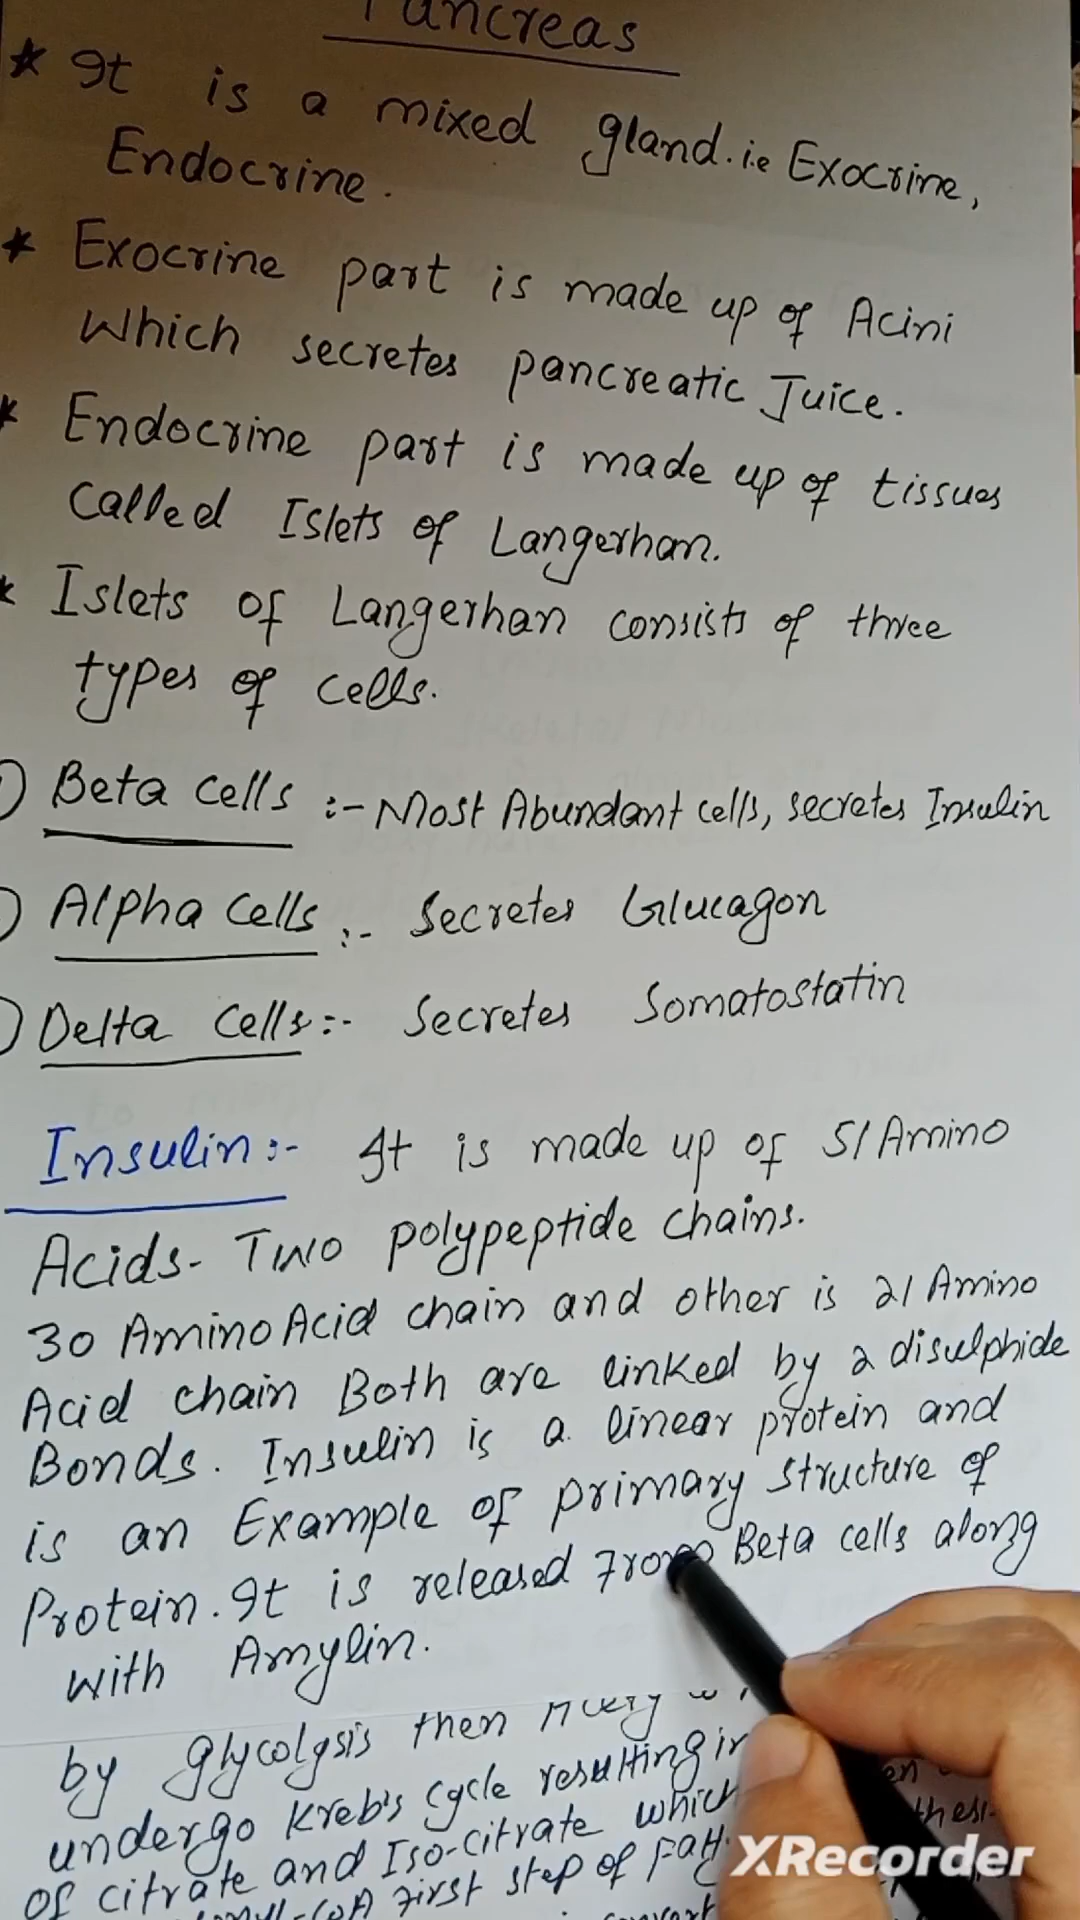 Pancreas
* It is a mixed gland. i.e Exocrine,
Endocrine.
* Exocrine part is made up of Acini
which secretes pancreatic Juice.
* Endocrine part is made up of tissues
called Islets of Langerhan.
* Islets of Langerhan consists of three
types of cells.
Beta cells :- Most Abundant cells, secretes Insulin
Alpha cells :- Secretes Glucagon
Delta cells :- Secretes Somatostatin
Insulin :- It is made up of 51 Amino
Acids - Two polypeptide chains.
30 Amino Acid chain and other is 21 Amino
Acid chain Both are linked by 2 disulphide
Bonds. Insulin is a linear protein and
is an Example of primary structure of
Protein. It is released from Beta cells along
with Amylin.
by glycolysis then
undergo Kreb's cycle resulting in
of citrate and Iso-citrate which
First step of
XRecorder